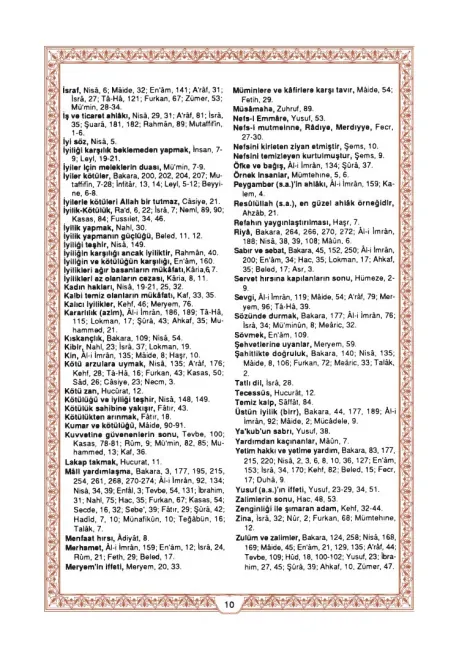 İsraf, Nisâ, 6; Mâide, 32; En'âm, 141; A'râf, 31;
İsrâ, 27; Tâ-Hâ, 121; Furkan, 67; Zümer, 53;
Mü'min, 28-34.
İş ve ticaret ahlâkı, Nisâ, 29, 31; A'râf, 81; İsrâ,
35; Şuarâ, 181, 182; Rahmân, 89; Mutaffifin,
1-6.
İyi söz, Nisâ, 5.
İyiliği karşılık beklemeden yapmak, İnsan, 7-
9; Leyl, 19-21.
İyiler için meleklerin duası, Mü'min, 7-9.
İyiler kötüler, Bakara, 200, 202, 204, 207; Mu-
taffifin, 7-28; İnfitâr, 13, 14; Leyl, 5-12; Beyyi-
ne, 6-8.
İyilerle kötüleri Allah bir tutmaz, Câsiye, 21.
İyilik-Kötülük, Ra'd, 6, 22; İsrâ, 7; Neml, 89, 90;
Kasas, 84; Fussilet, 34, 46.
İyilik yapmak, Nahl, 30.
İyilik yapmanın güçlüğü, Beled, 11, 12.
İyiliği teşhir, Nisâ, 149.
İyiliğin karşılığı ancak iyiliktir, Rahmân, 40.
İyiliğin ve kötülüğün karşılığı, En'âm, 160.
İyilikleri ağır basanların mükâfatı, Kâria, 6,7.
İyilikleri az olanların cezası, Kâria, 8, 11.
Kadın hakları, Nisâ, 19-21, 25, 32.
Kalbi temiz olanların mükâfatı, Kaf, 33, 35.
Kalıcı iyilikler, Kehf, 46; Meryem, 76.
Kararlılık (azim), Âl-i İmrân, 186, 189; Tâ-Hâ,
115; Lokman, 17; Şûrâ, 43; Ahkaf, 35; Mu-
hammed, 21.
Kıskançlık, Bakara, 109; Nisâ, 54.
Kibir, Nahl, 23; İsrâ, 37; Lokman, 19.
Kin, Âl-i İmrân, 135; Mâide, 8; Haşr, 10.
Kötü arzulara uymak, Nisâ, 135; A'râf, 176;
Kehf, 28; Tâ-Hâ, 16; Furkan, 43; Kasas, 50;
Sâd, 26; Câsiye, 23; Necm, 3.
Kötü zan, Hucûrat, 12.
Kötülüğü ve iyiliği teşhir, Nisâ, 148, 149.
Kötülük sahibine yakışır, Fâtır, 43.
Kötülükten arınmak, Fâtır, 18.
Kumar ve kötülüğü, Mâide, 90-91.
Kuvvetine güvenenlerin sonu, Tevbe, 100;
Kasas, 78-81; Rûm, 9; Mü'min, 82, 85; Mu-
hammed, 13; Kaf, 36.
Lakap takmak, Hucurat, 11.
Mâlî yardımlaşma, Bakara, 3, 177, 195, 215,
254, 261, 268, 270-274; Âl-i İmrân, 92, 134;
Nisâ, 34, 39; Enfâl, 3; Tevbe, 54, 131; İbrahim,
31; Nahl, 75; Hac, 35; Furkan, 67; Kasas, 54;
Secde, 16, 32; Sebe', 39; Fâtır, 29; Şûrâ, 42;
Hadîd, 7, 10; Münafikûn, 10; Teğâbün, 16;
Talâk, 7.
Menfaat hırsı, Âdiyât, 8.
Merhamet, Âl-i İmrân, 159; En'âm, 12; İsrâ, 24,
Rûm, 21; Feth, 29; Beled, 17.
Meryem'in iffeti, Meryem, 20, 33.
Müminlere ve kâfirlere karşı tavır, Mâide, 54;
Fetih, 29.
Müsâmaha, Zuhruf, 89.
Nefs-i Emmâre, Yusuf, 53.
Nefs-i mutmeinne, Râdıye, Merdıyye, Fecr,
27-30.
Nefsini kirleten ziyan etmiştir, Şems, 10.
Nefsini temizleyen kurtulmuştur, Şems, 9.
Öfke ve bağış, Âl-i İmrân, 134; Şûrâ, 37.
Örnek insanlar, Mümtehine, 5, 6.
Peygamber (s.a.)'in ahlâkı, Âl-i İmrân, 159; Ka-
lem, 4.
Resûlüllah (s.a.), en güzel ahlâk örneğidir,
Ahzâb, 21.
Refahın yaygınlaştırılması, Haşr, 7.
Riyâ, Bakara, 264, 266, 270, 272; Âl-i İmrân,
188; Nisâ, 38, 39, 108; Mâûn, 6.
Sabır ve sebat, Bakara, 45, 152, 250; Âl-i İmrân,
200; En'âm, 34; Hac, 35; Lokman, 17; Ahkaf,
35; Beled, 17; Asr, 3.
Servet hırsına kapılanların sonu, Hümeze, 2-
9.
Sevgi, Âl-i İmrân, 119; Mâide, 54; A'râf, 79; Mer-
yem, 96; Tâ-Hâ, 39.
Sözünde durmak, Bakara, 177; Âl-i İmrân, 76;
İsrâ, 34; Mü'minûn, 8; Meâric, 32.
Sövmek, En'âm, 109.
Şehvetlerine uyanlar, Meryem, 59.
Şahitlikte doğruluk, Bakara, 140; Nisâ, 135;
Mâide, 8, 106; Furkan, 72; Meâric, 33; Talâk,
2.
Tatlı dil, İsrâ, 28.
Tecessüs, Hucurât, 12.
Temiz kalp, Sâffât, 84.
Üstün iyilik (birr), Bakara, 44, 177, 189; Âl-i
İmrân, 92; Mâide, 2; Mücâdele, 9.
Ya'kub'un sabrı, Yusuf, 38.
Yardımdan kaçınanlar, Mâûn, 7.
Yetim hakkı ve yetime yardım, Bakara, 83, 177,
215, 220; Nisâ, 2, 3, 6, 8, 10, 36, 127; En'âm,
153; İsrâ, 34, 170; Kehf, 82; Beled, 15; Fecr,
17; Duhâ, 9.
Yusuf (a.s.)'ın iffeti, Yusuf, 23-29, 34, 51.
Zalimlerin sonu, Hac, 48, 53.
Zenginliği ile şımaran adam, Kehf, 32-44.
Zina, İsrâ, 32; Nûr, 2; Furkan, 68; Mümtehine,
12.
Zulüm ve zalimler, Bakara, 124, 258; Nisâ, 168,
169; Mâide, 45; En'âm, 21, 129, 135; A'râf, 44;
Tevbe, 109; Hûd, 18, 100-102; Yusuf, 23; İbra-
him, 27, 45; Şûrâ, 39; Ahkaf, 10, Zümer, 47.
10